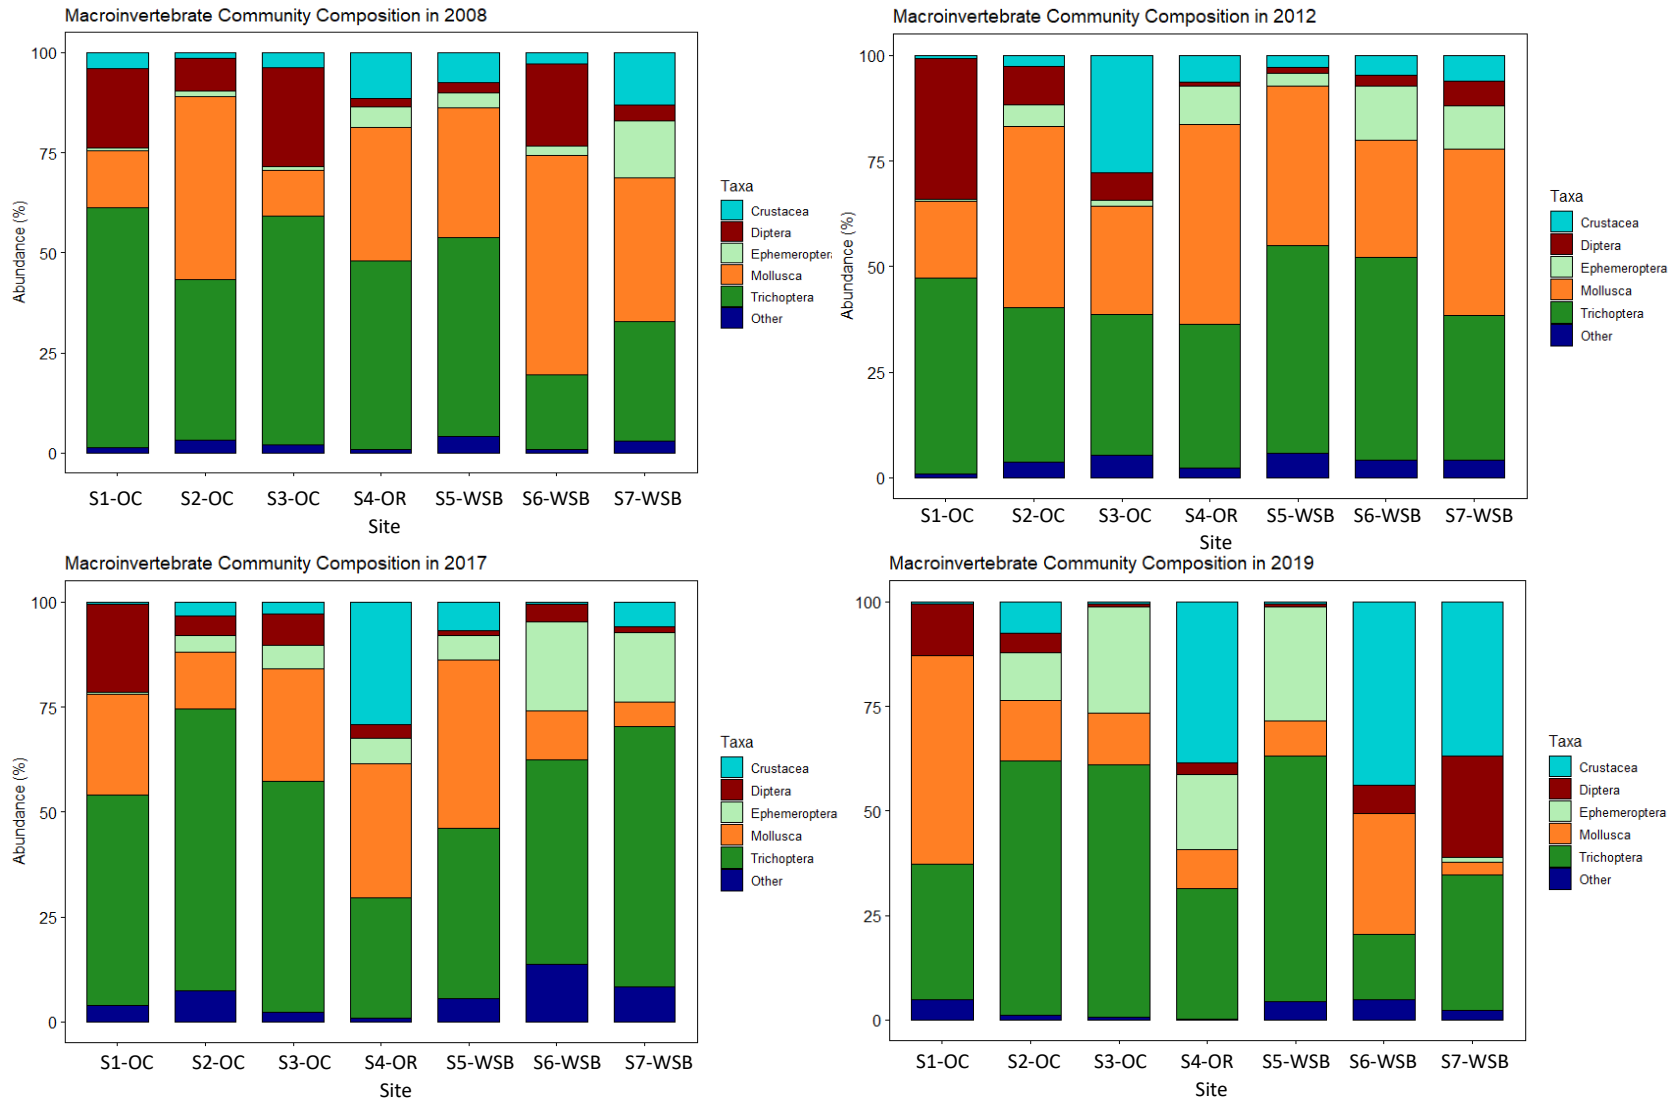 Macroinvertebrate Community Composition in 2008
Abundance (%)
100
75
50
25
0
S1-OC S2-OC S3-OC S4-OR S5-WSB S6-WSB S7-WSB
Site
Taxa
Crustacea
Diptera
Ephemeropter
Mollusca
Trichoptera
Other
Macroinvertebrate Community Composition in 2012
Abundance (%)
100
75
50
25
0
S1-OC S2-OC S3-OC S4-OR S5-WSB S6-WSB S7-WSB
Site
Taxa
Crustacea
Diptera
Ephemeroptera
Mollusca
Trichoptera
Other
Macroinvertebrate Community Composition in 2017
Abundance (%)
100
75
50
25
0
S1-OC S2-OC S3-OC S4-OR S5-WSB S6-WSB S7-WSB
Site
Taxa
Crustacea
Diptera
Ephemeroptera
Mollusca
Trichoptera
Other
Macroinvertebrate Community Composition in 2019
100
75
50
25
0
S1-OC S2-OC S3-OC S4-OR S5-WSB S6-WSB S7-WSB
Site
Taxa
Crustacea
Diptera
Ephemeroptera
Mollusca
Trichoptera
Other